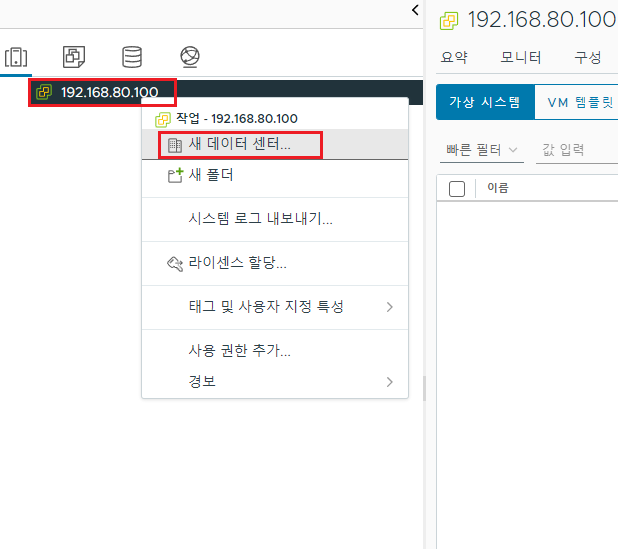 192.168.80.100
작업 - 192.168.80.100
새 데이터 센터...
새 폴더
시스템 로그 내보내기...
라이센스 할당...
태그 및 사용자 지정 특성
사용 권한 추가...
경보
192.168.80.100
요약 모니터 구성
가상 시스템 VM 템플릿
빠른 필터 값 입력
이름